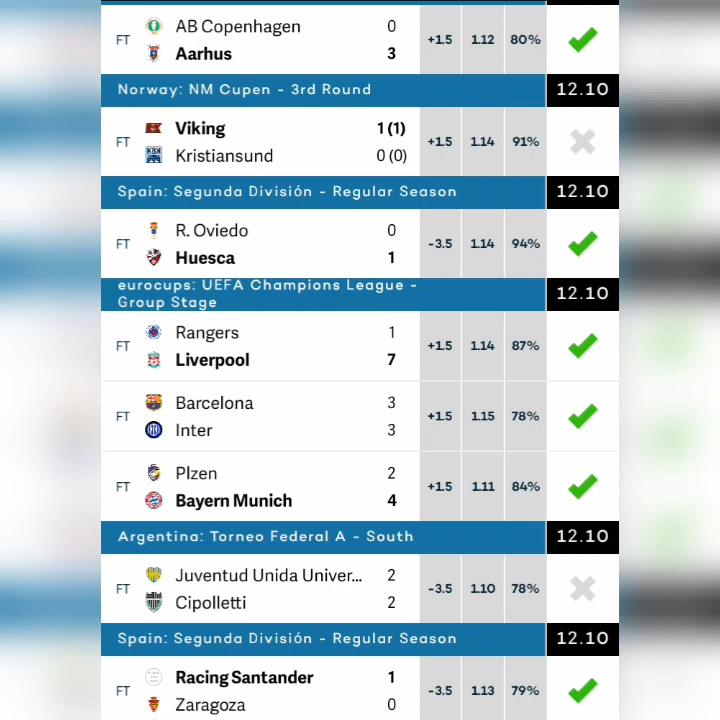 AB Copenhagen 0
FT +1.5 1.12 80%
Aarhus 3
Norway: NM Cupen - 3rd Round 12.10
Viking 1 (1)
FT +1.5 1.14 91%
Kristiansund 0 (0)
Spain: Segunda División - Regular Season 12.10
R. Oviedo 0
FT -3.5 1.14 94%
Huesca 1
eurocups: UEFA Champions League -
Group Stage 12.10
Rangers 1
FT +1.5 1.14 87%
Liverpool 7
Barcelona 3
FT +1.5 1.15 78%
Inter 3
Plzen 2
FT +1.5 1.11 84%
Bayern Munich 4
Argentina: Torneo Federal A - South 12.10
Juventud Unida Univer... 2
FT -3.5 1.10 78%
Cipolletti 2
Spain: Segunda División - Regular Season 12.10
Racing Santander 1
FT -3.5 1.13 79%
Zaragoza 0